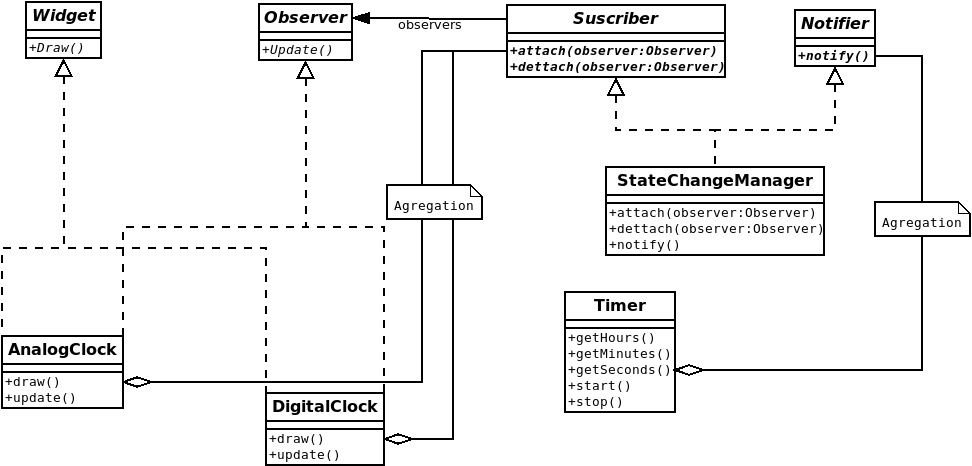 Widget
+Draw()
Observer
+Update()
observers
Suscriber
+attach(observer:Observer)
+dettach(observer:Observer)
Notifier
+notify()
StateChangeManager
+attach(observer:Observer)
+dettach(observer:Observer)
+notify()
Agregation
Agregation
Timer
+getHours()
+getMinutes()
+getSeconds()
+start()
+stop()
AnalogClock
+draw()
+update()
DigitalClock
+draw()
+update()